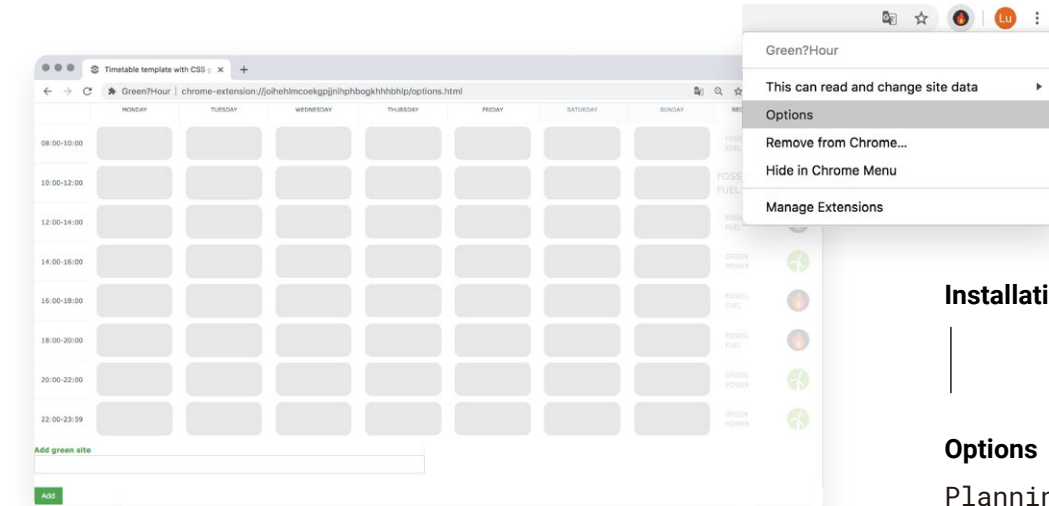 Lu
Green?Hour
This can read and change site data
Options
Remove from Chrome...
Hide in Chrome Menu
Manage Extensions
Timetable template with CSS
Green?Hour | chrome-extension://joihehlmcoekgpjjnihphbogkhhhbhlp/options.html
MONDAY TUESDAY WEDNESDAY THURSDAY FRIDAY SATURDAY SUNDAY
08:00-10:00
10:00-12:00 FOSS
FUEL
12:00-14:00 FOSS
FUEL
14:00-16:00 GREEN
POWER
16:00-18:00 FOSSIL
FUEL
18:00-20:00 FOSSIL
FUEL
20:00-22:00 GREEN
POWER
22:00-23:59 GREEN
POWER
Add green site
Add
Installati
Options
Plannin